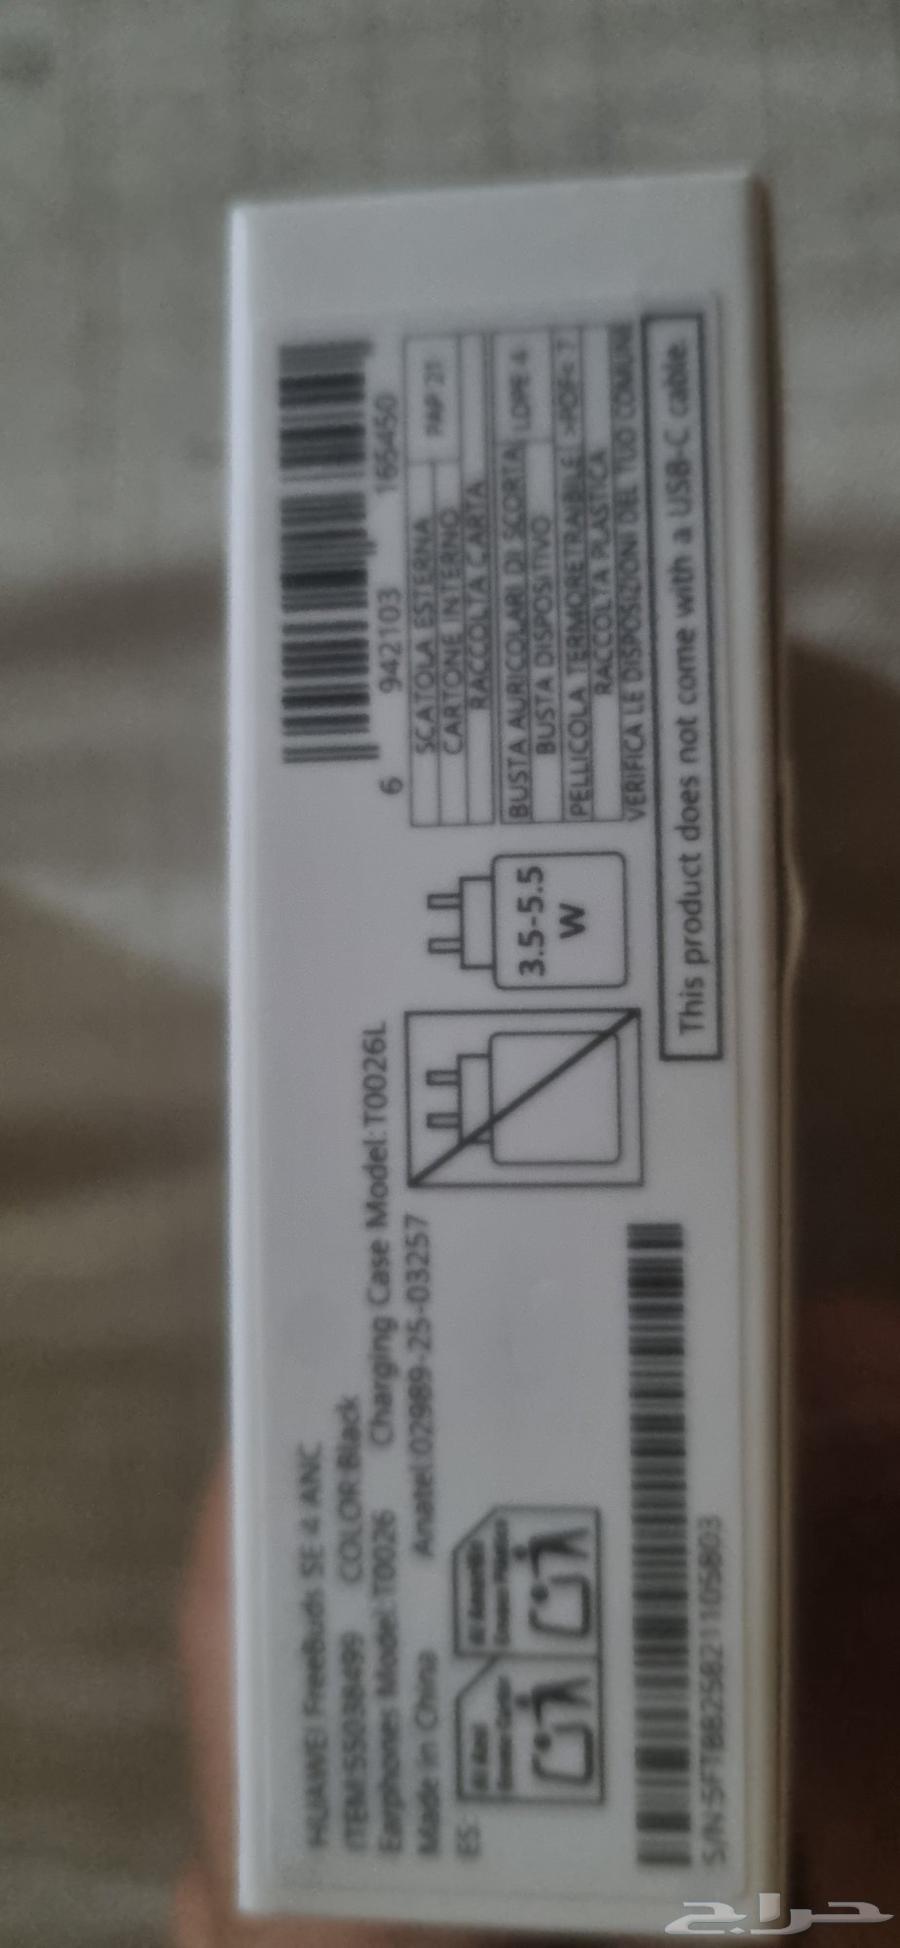 HUAWEI FreeBuds SE 4 ANC
ITEM:55038499 COLOR:Black
Earphones Model:T0026 Charging Case Model:T0026L
Made in China Anatel:02989-25-03257
ES:
6 942103 165450
SCATOLA ESTERNA
CARTONE INTERNO
PAP 21
RACCOLTA CARTA
BUSTA AURICOLARI DI SCORTA
BUSTA DISPOSITIVO
LDPE 4
PELLICOLA TERMORETRAIBILE >POF< 7
RACCOLTA PLASTICA
VERIFICA LE DISPOSIZIONI DEL TUO COMUNE
3.5-5.5
W
This product does not come with a USB-C cable.
حراج